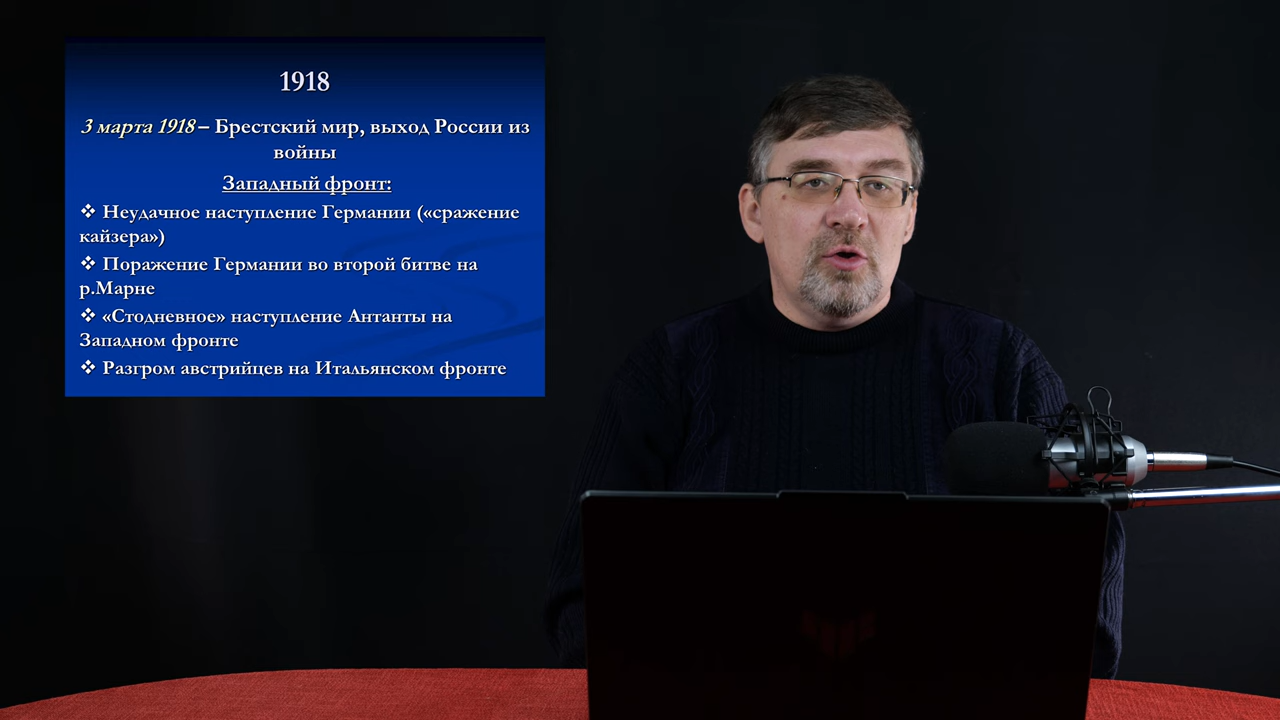 1918
3 марта 1918 – Брестский мир, выход России из
войны
Западный фронт:
❖ Неудачное наступление Германии («сражение
кайзера»)
❖ Поражение Германии во второй битве на
р.Марне
❖ «Стодневное» наступление Антанты на
Западном фронте
❖ Разгром австрийцев на Итальянском фронте